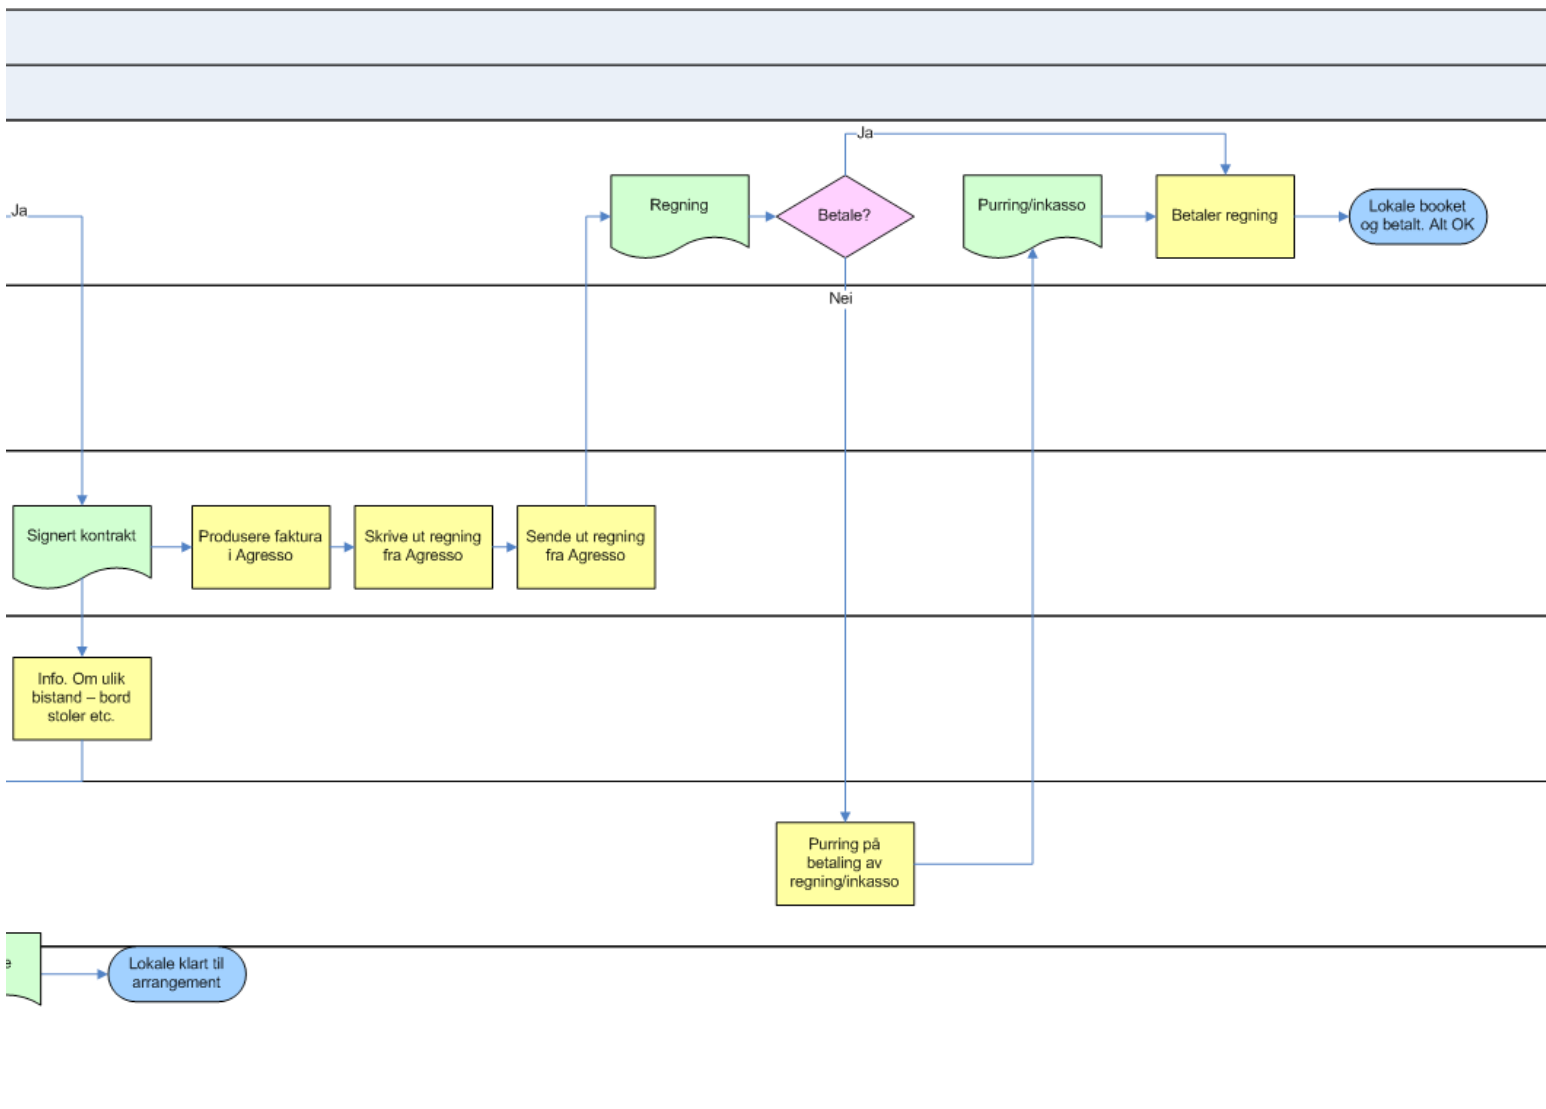 Ja
Ja
Regning
Betale?
Purring/inkasso
Betaler regning
Lokale booket
og betalt. Alt OK
Nei
Signert kontrakt
Produsere faktura
i Agresso
Skrive ut regning
fra Agresso
Sende ut regning
fra Agresso
Info. Om ulik
bistand – bord
stoler etc.
Purring på
betaling av
regning/inkasso
e
Lokale klart til
arrangement